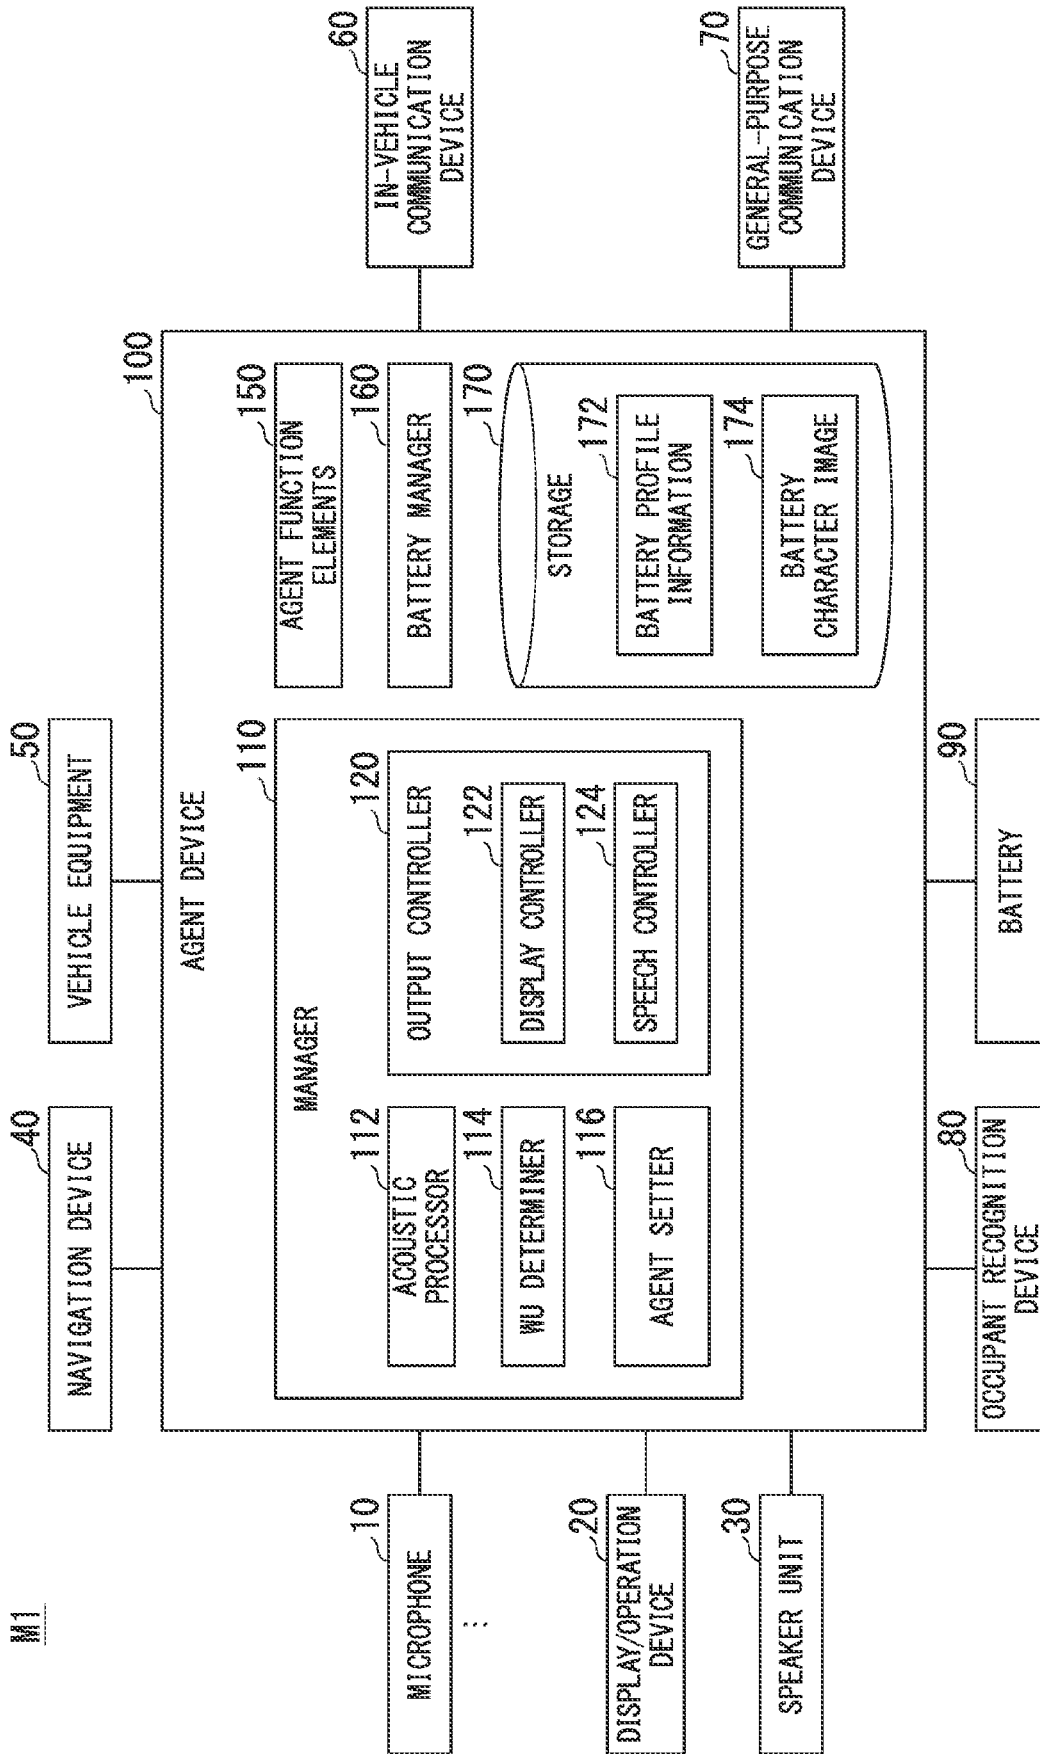 M1
40
NAVIGATION DEVICE
50
VEHICLE EQUIPMENT
100
AGENT DEVICE
10
MICROPHONE
...
20
DISPLAY/OPERATION
DEVICE
30
SPEAKER UNIT
110
MANAGER
112
ACOUSTIC
PROCESSOR
114
WU DETERMINER
116
AGENT SETTER
120
OUTPUT CONTROLLER
122
DISPLAY CONTROLLER
124
SPEECH CONTROLLER
150
AGENT FUNCTION
ELEMENTS
160
BATTERY MANAGER
170
STORAGE
172
BATTERY PROFILE
INFORMATION
174
BATTERY
CHARACTER IMAGE
60
IN-VEHICLE
COMMUNICATION
DEVICE
70
GENERAL-PURPOSE
COMMUNICATION
DEVICE
80
OCCUPANT RECOGNITION
DEVICE
90
BATTERY